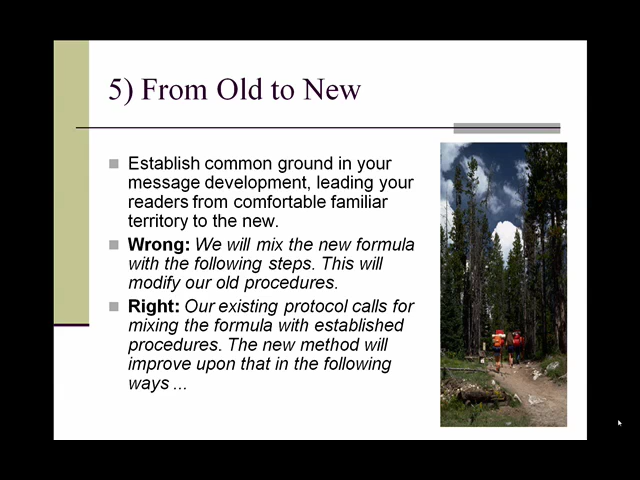 5) From Old to New
Establish common ground in your
message development, leading your
readers from comfortable familiar
territory to the new.
Wrong: We will mix the new formula
with the following steps. This will
modify our old procedures.
Right: Our existing protocol calls for
mixing the formula with established
procedures. The new method will
improve upon that in the following
ways ...